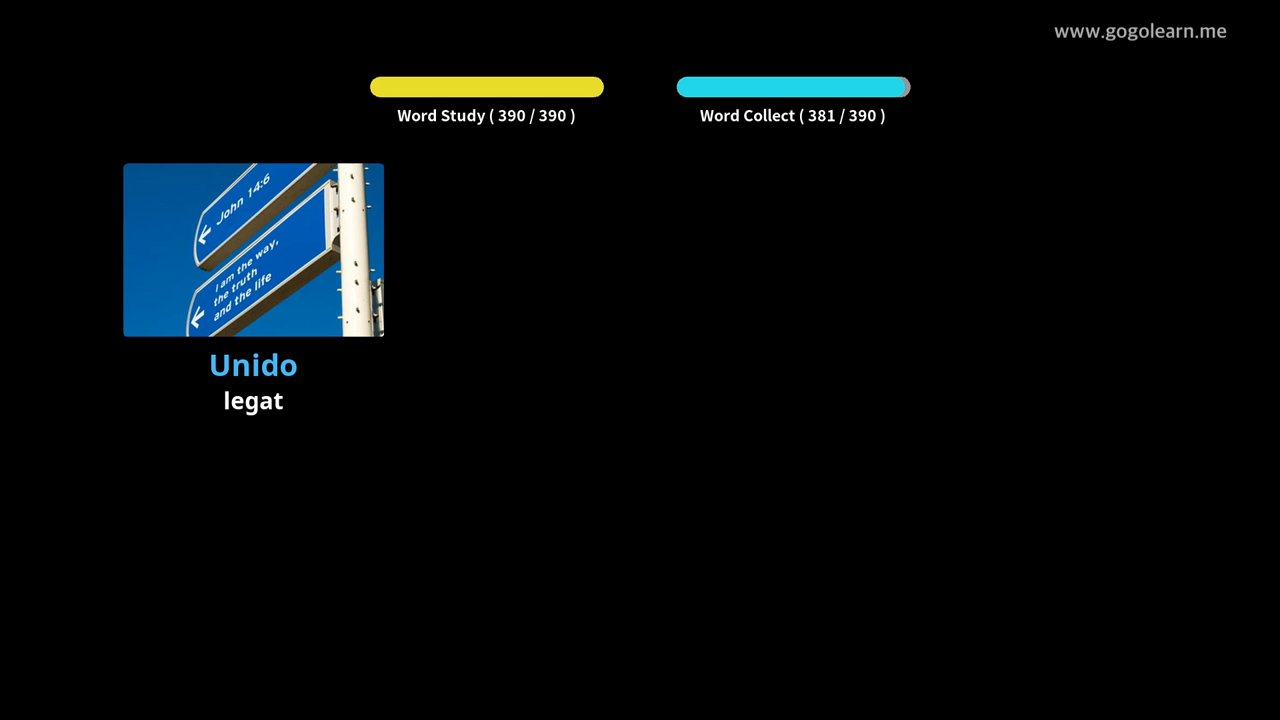 www.gogolearn.me
Word Study ( 390 / 390 )
Word Collect ( 381 / 390 )
John 14:6
I am the way,
the truth
and the life
Unido
legat